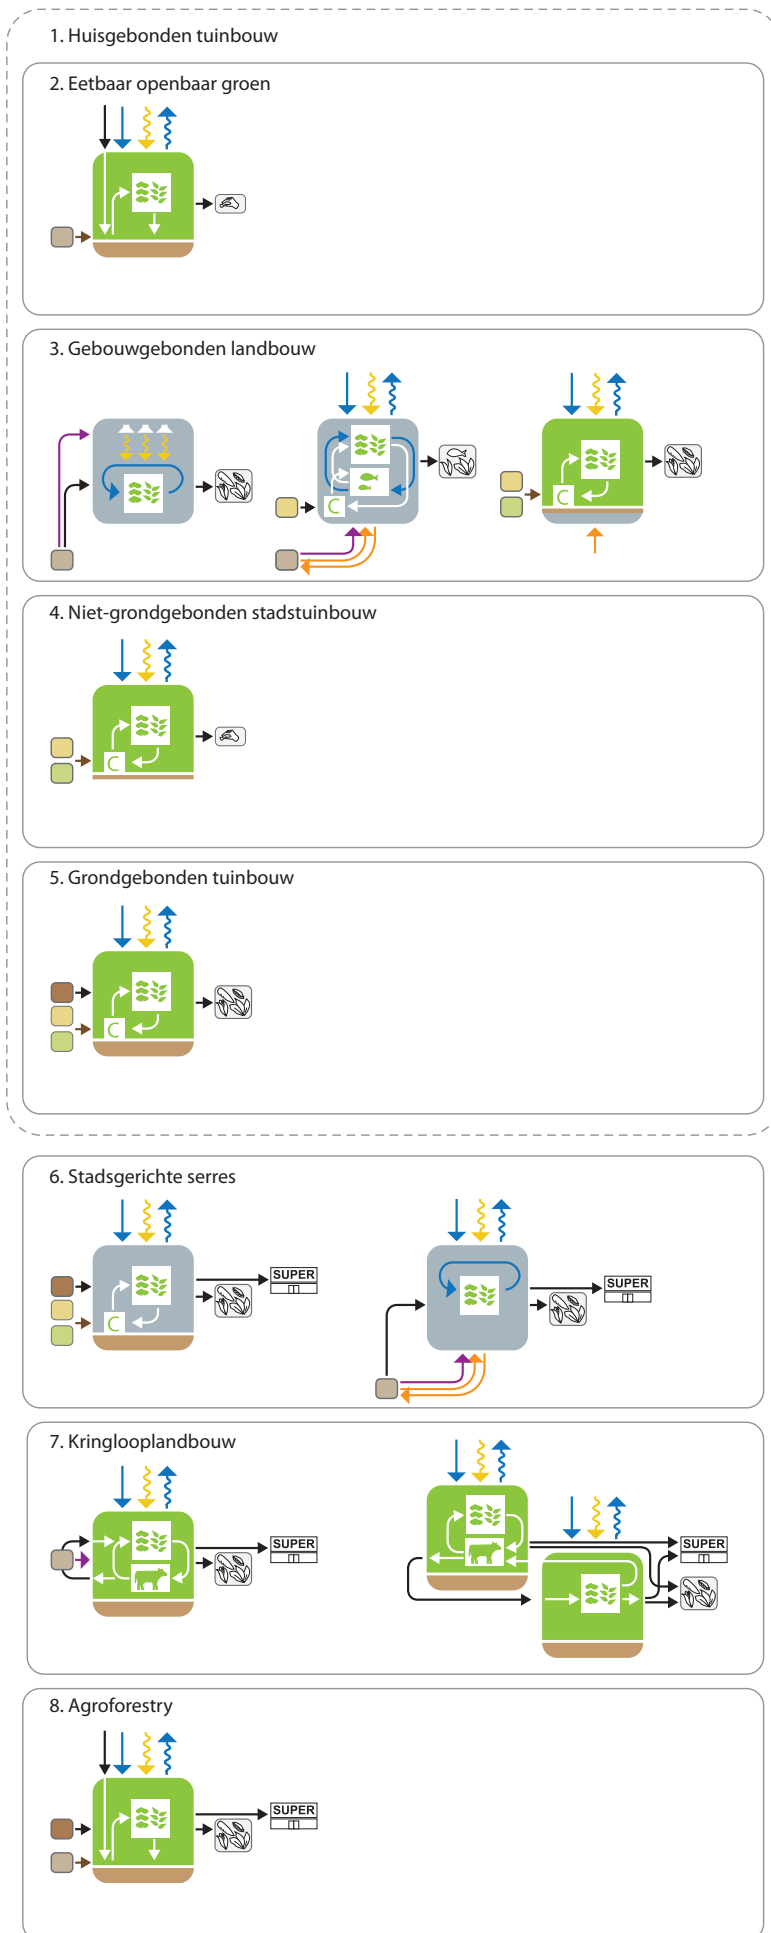 1. Huisgebonden tuinbouw
2. Eetbaar openbaar groen
3. Gebouwgebonden landbouw
C
C
4. Niet-grondgebonden stadstuinbouw
C
5. Grondgebonden tuinbouw
C
6. Stadsgerichte serres
SUPER
SUPER
C
7. Kringlooplandbouw
SUPER
SUPER
8. Agroforestry
SUPER